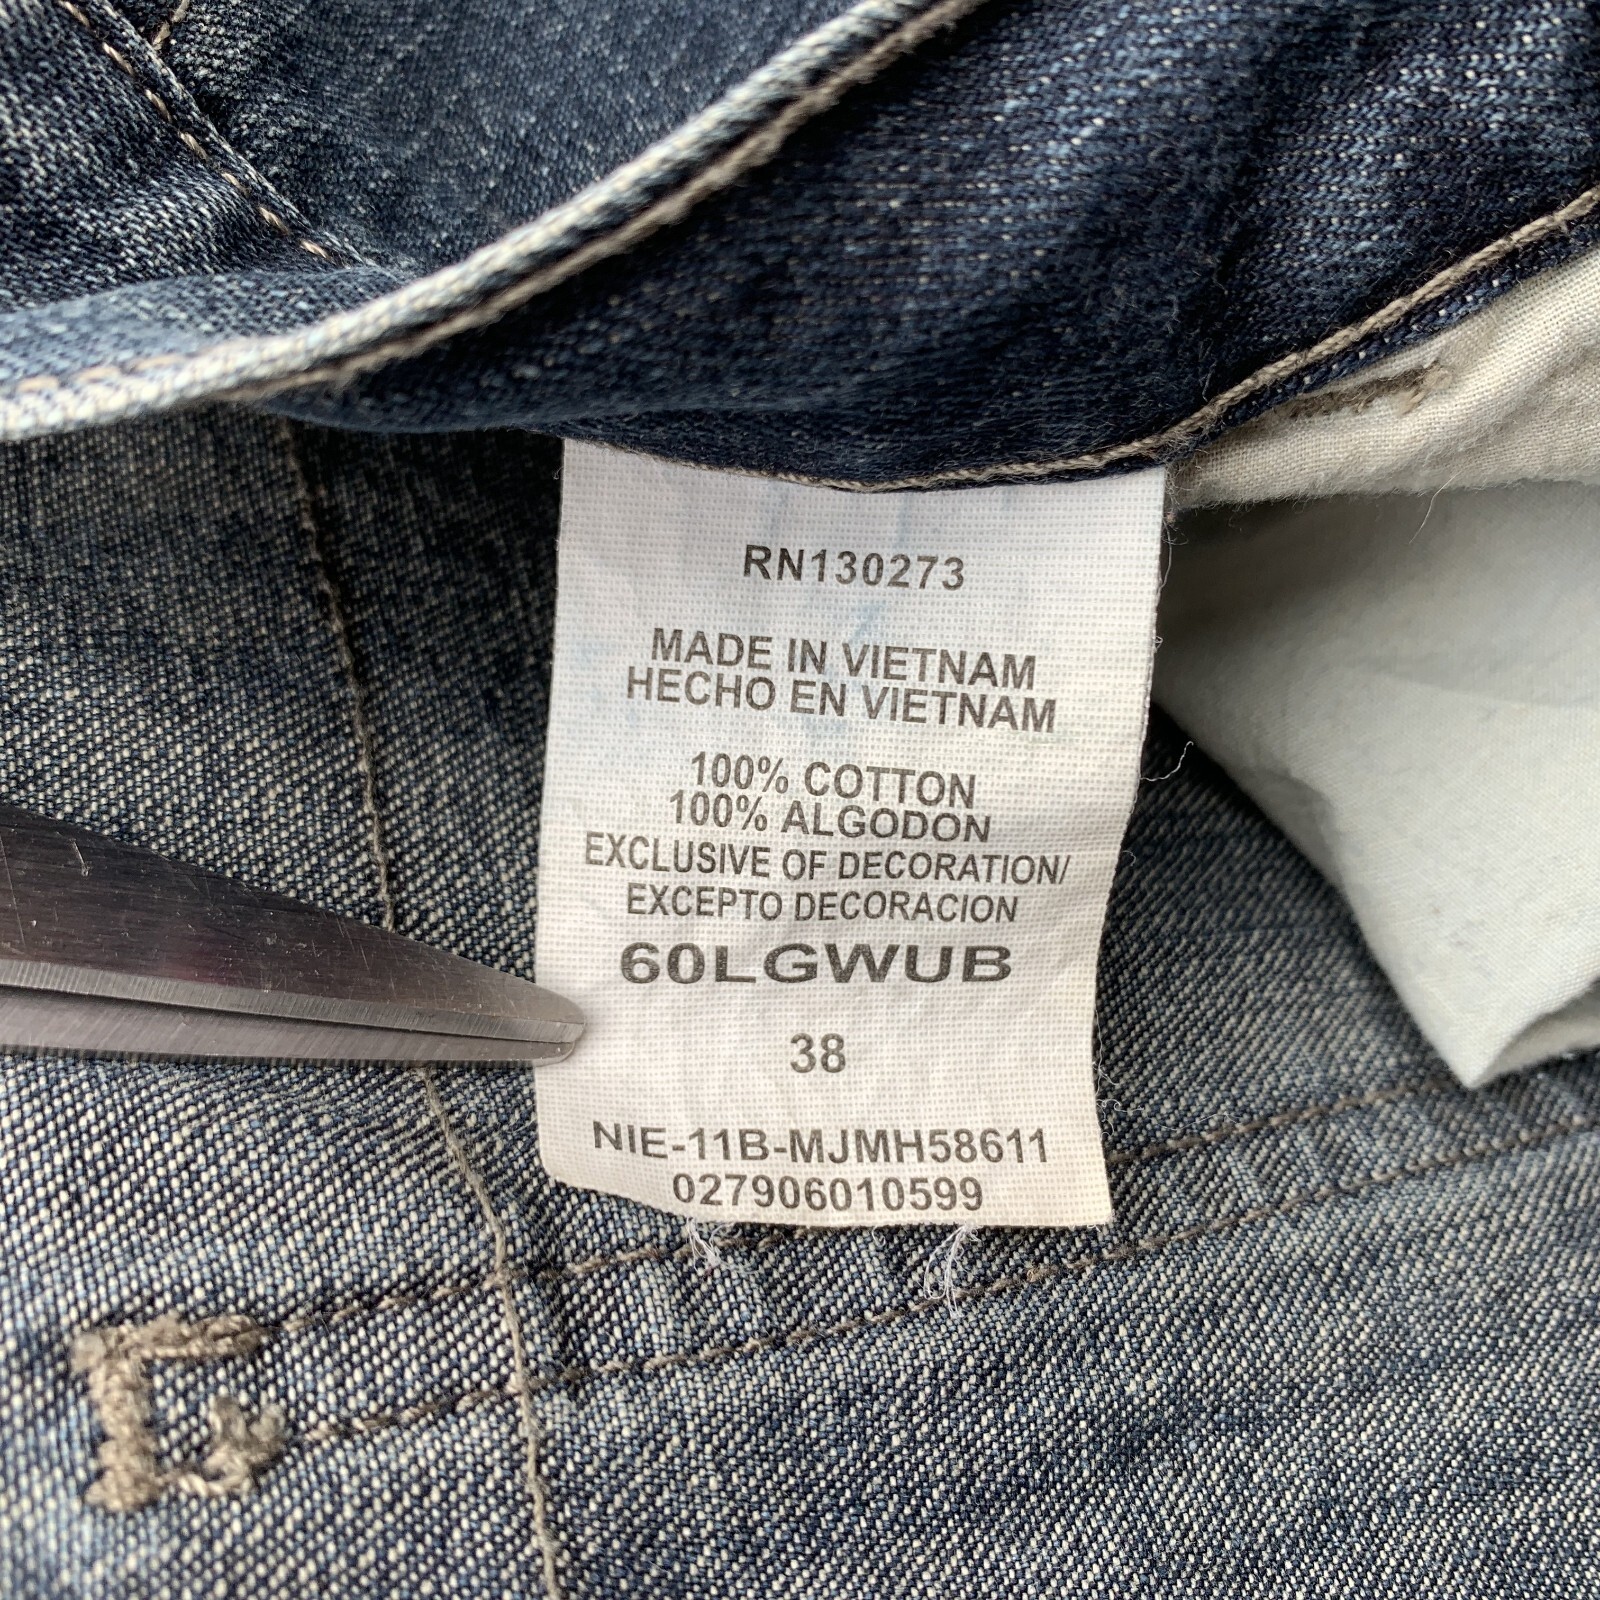 RN130273
MADE IN VIETNAM
HECHO EN VIETNAM
100% COTTON
100% ALGODON
EXCLUSIVE OF DECORATION/
EXCEPTO DECORACION
60LGWUB
38
NIE-11B-MJMH58611
027906010599